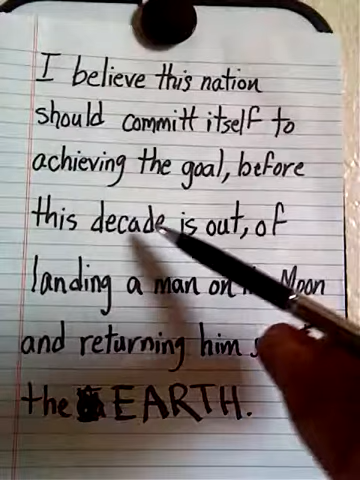 I believe this nation
should committ itself to
achieving the goal, before
this decade is out, of
landing a man on Moon
and returning him
the EARTH.